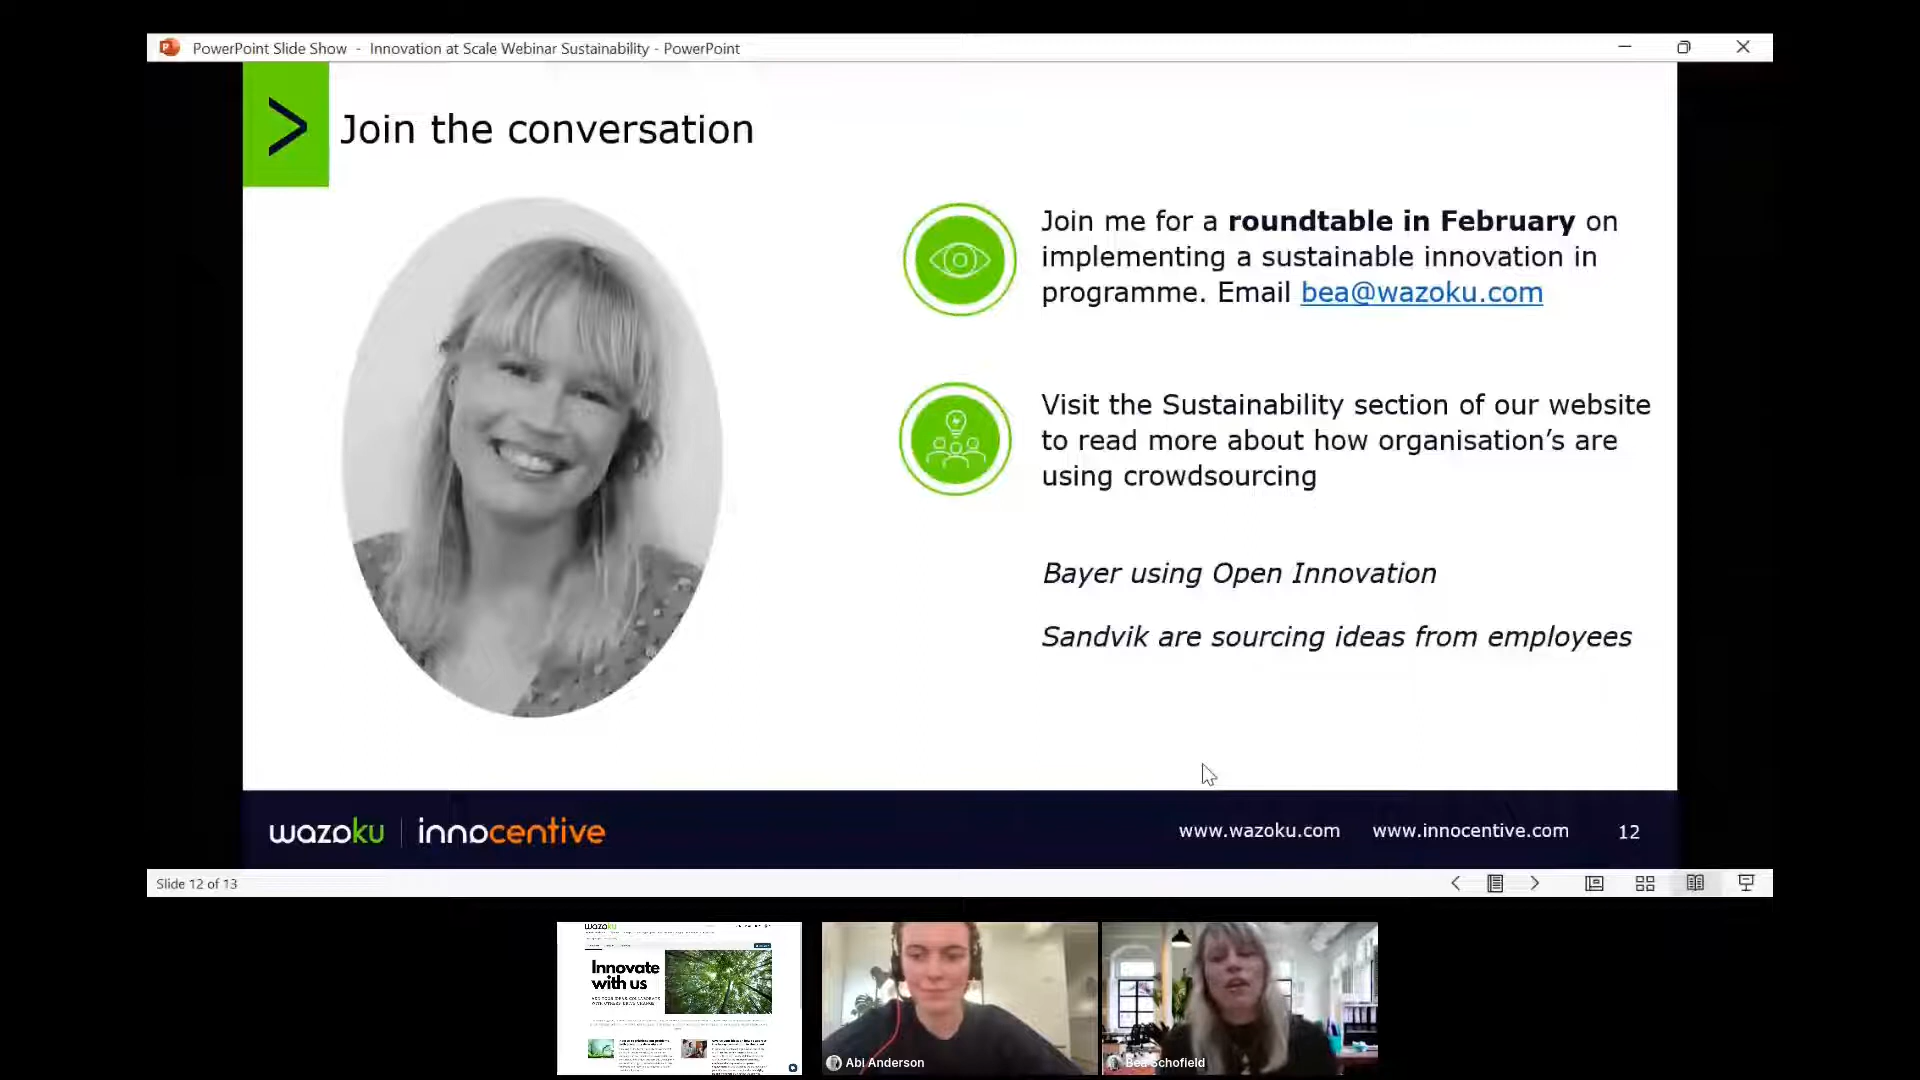 PowerPoint Slide Show - Innovation at Scale Webinar Sustainability - PowerPoint
Join the conversation
Join me for a roundtable in February on
implementing a sustainable innovation in
programme. Email bea@wazoku.com
Visit the Sustainability section of our website
to read more about how organisation’s are
using crowdsourcing
Bayer using Open Innovation
Sandvik are sourcing ideas from employees
wazoku innocentive
www.wazoku.com www.innocentive.com 12
Slide 12 of 13
wazoku
Innovate
with us
Abi Anderson
Bea Schofield